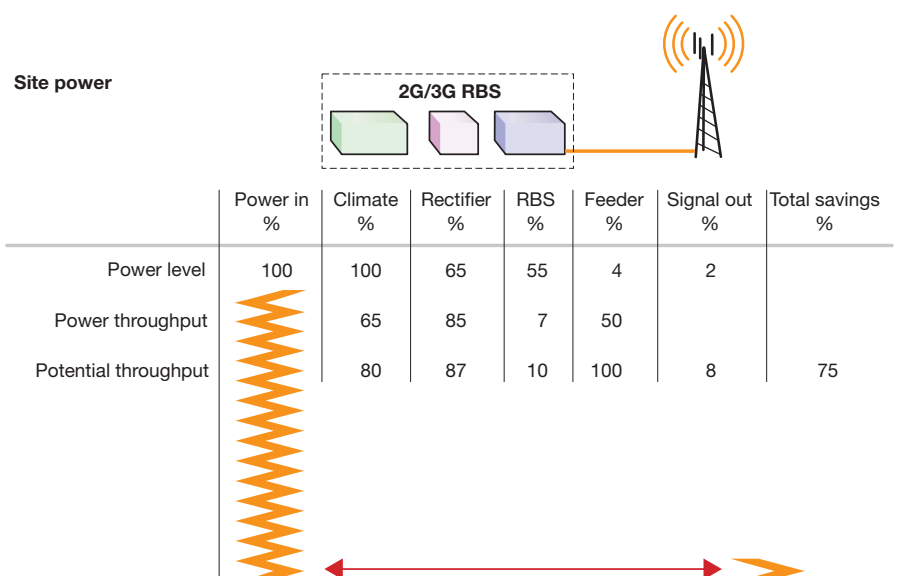 Site power
2G/3G RBS
Power in Climate Rectifier RBS Feeder Signal out Total savings
% % % % % % %
Power level 100 100 65 55 4 2
Power throughput 65 85 7 50
Potential throughput 80 87 10 100 8 75